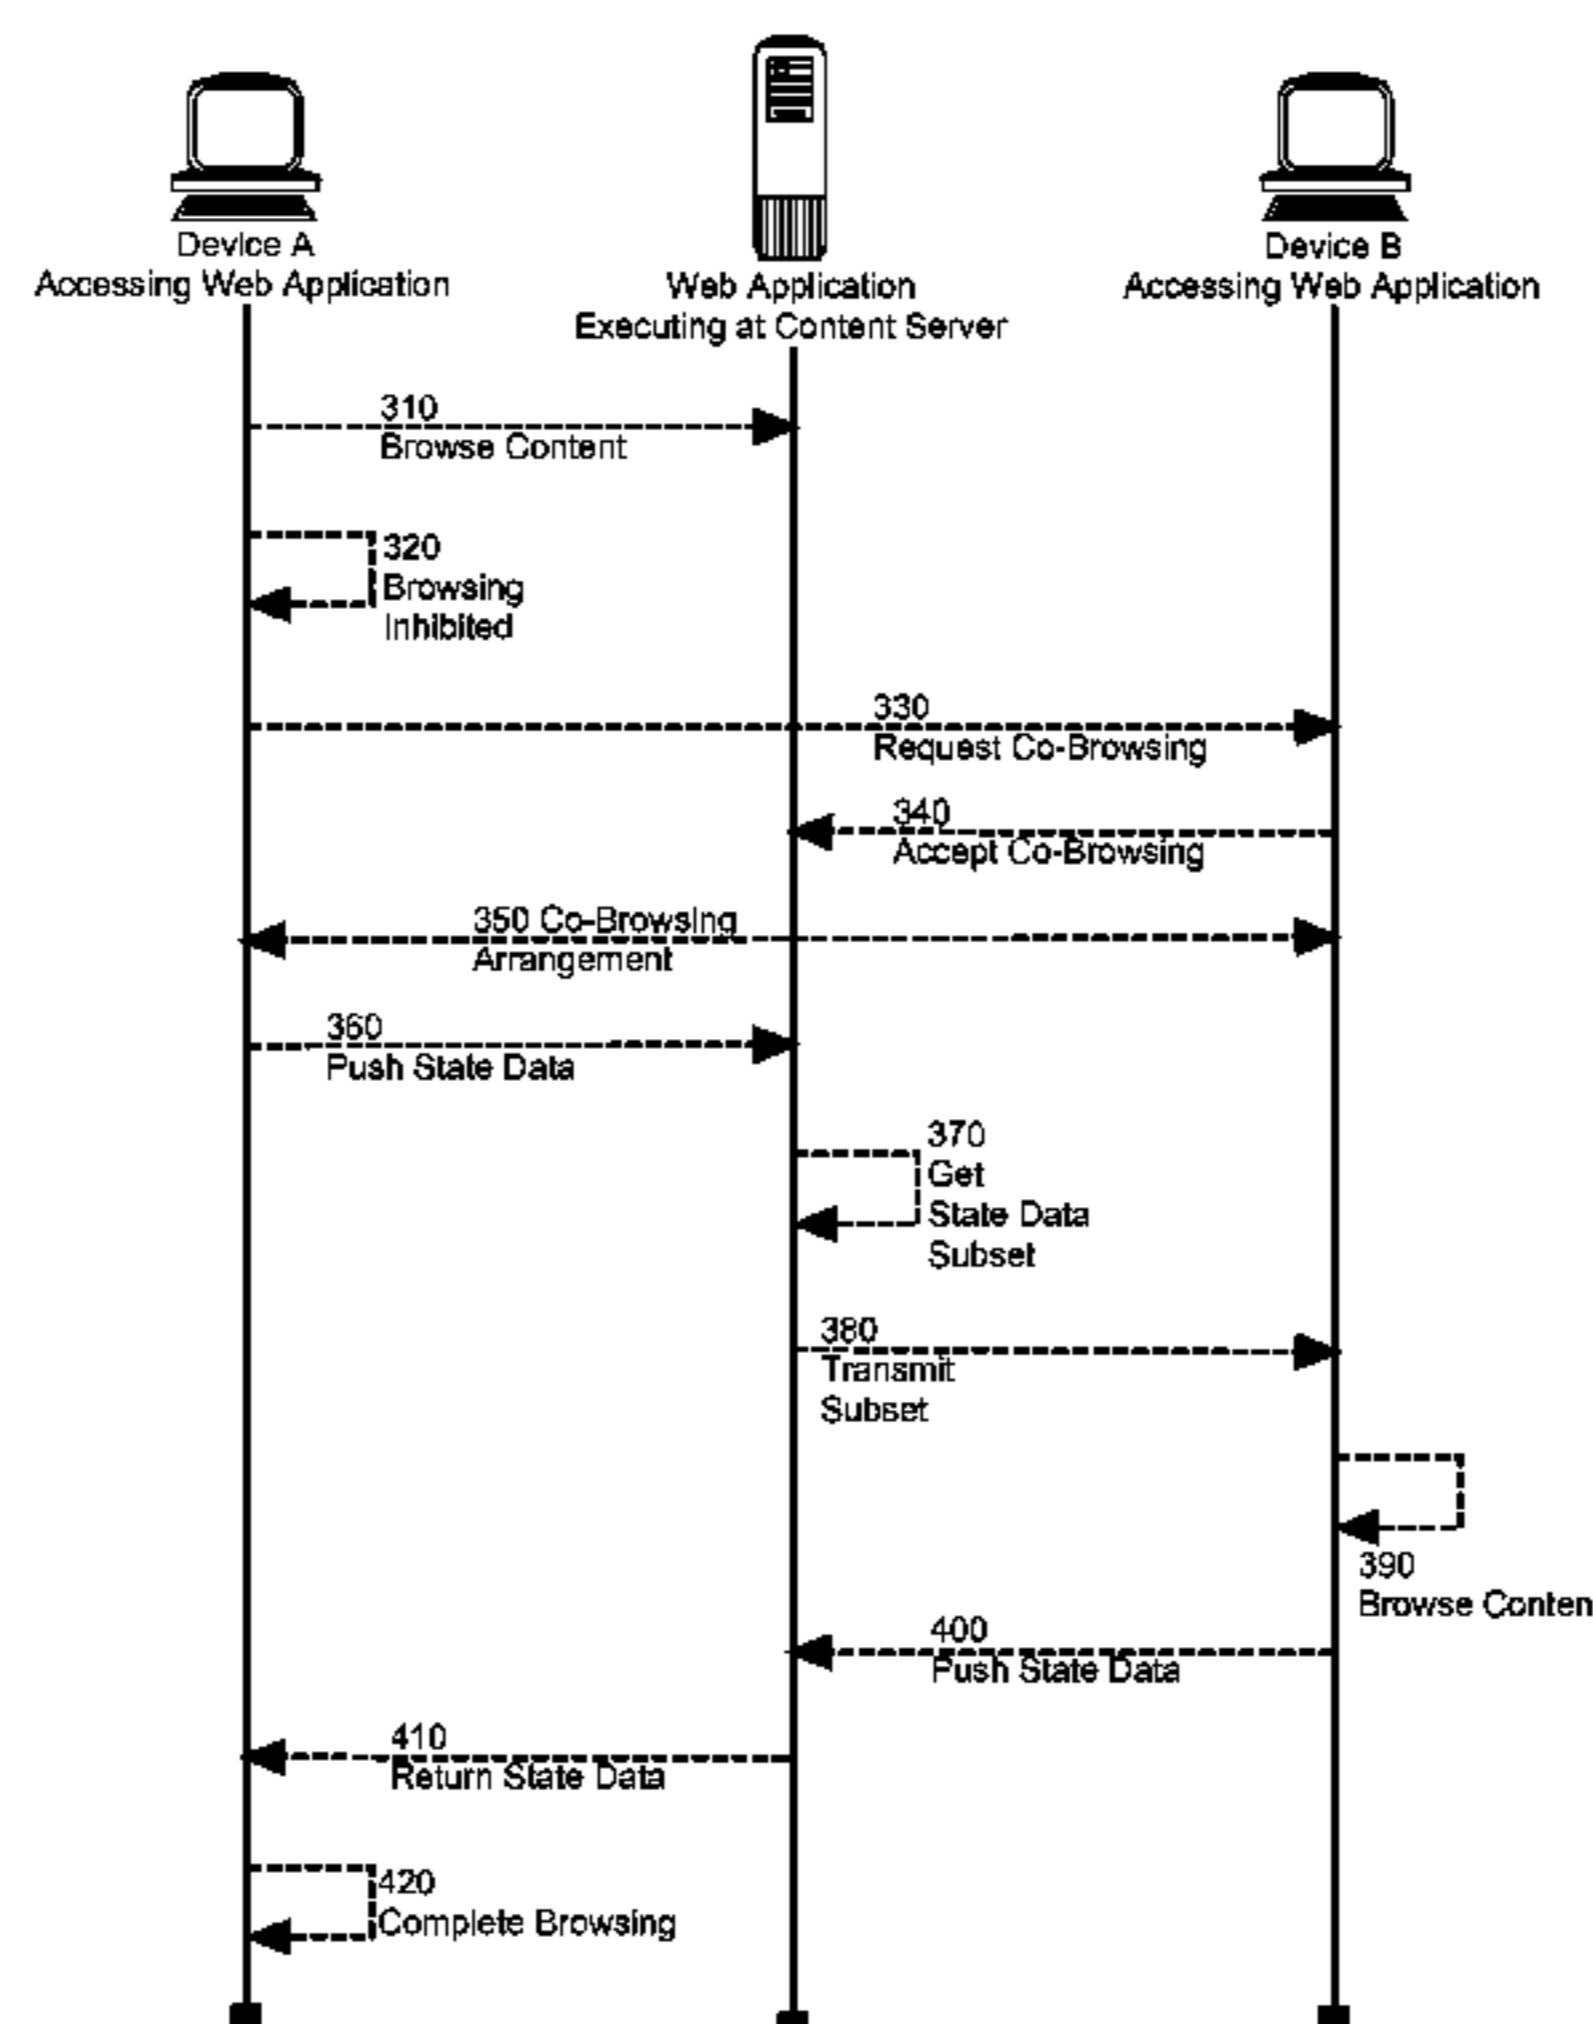 Device A
Accessing Web Application
Web Application
Executing at Content Server
Device B
Accessing Web Application
310
Browse Content
320
Browsing
Inhibited
330
Request Co-Browsing
340
Accept Co-Browsing
350 Co-Browsing
Arrangement
360
Push State Data
370
Get
State Data
Subset
380
Transmit
Subset
390
Browse Conten
400
Push State Data
410
Return State Data
420
Complete Browsing